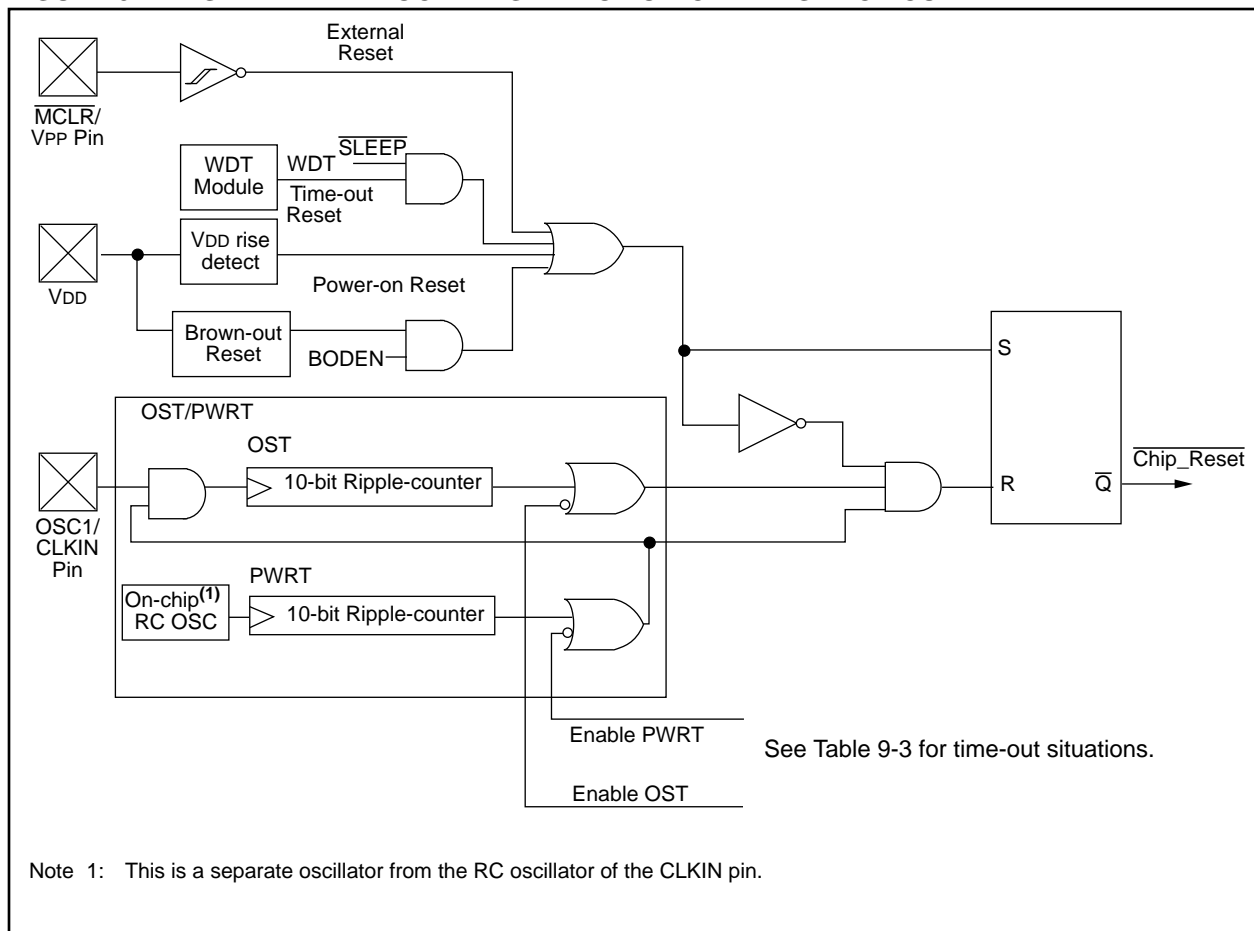 External
Reset
MCLR/
VPP Pin
SLEEP
WDT
Module
WDT
Time-out
Reset
VDD rise
detect
VDD
Power-on Reset
Brown-out
Reset
BODEN
S
OST/PWRT
OST
10-bit Ripple-counter
Chip_Reset
R
Q
OSC1/
CLKIN
Pin
PWRT
On-chip(1)
RC OSC
10-bit Ripple-counter
Enable PWRT
See Table 9-3 for time-out situations.
Enable OST
Note 1: This is a separate oscillator from the RC oscillator of the CLKIN pin.